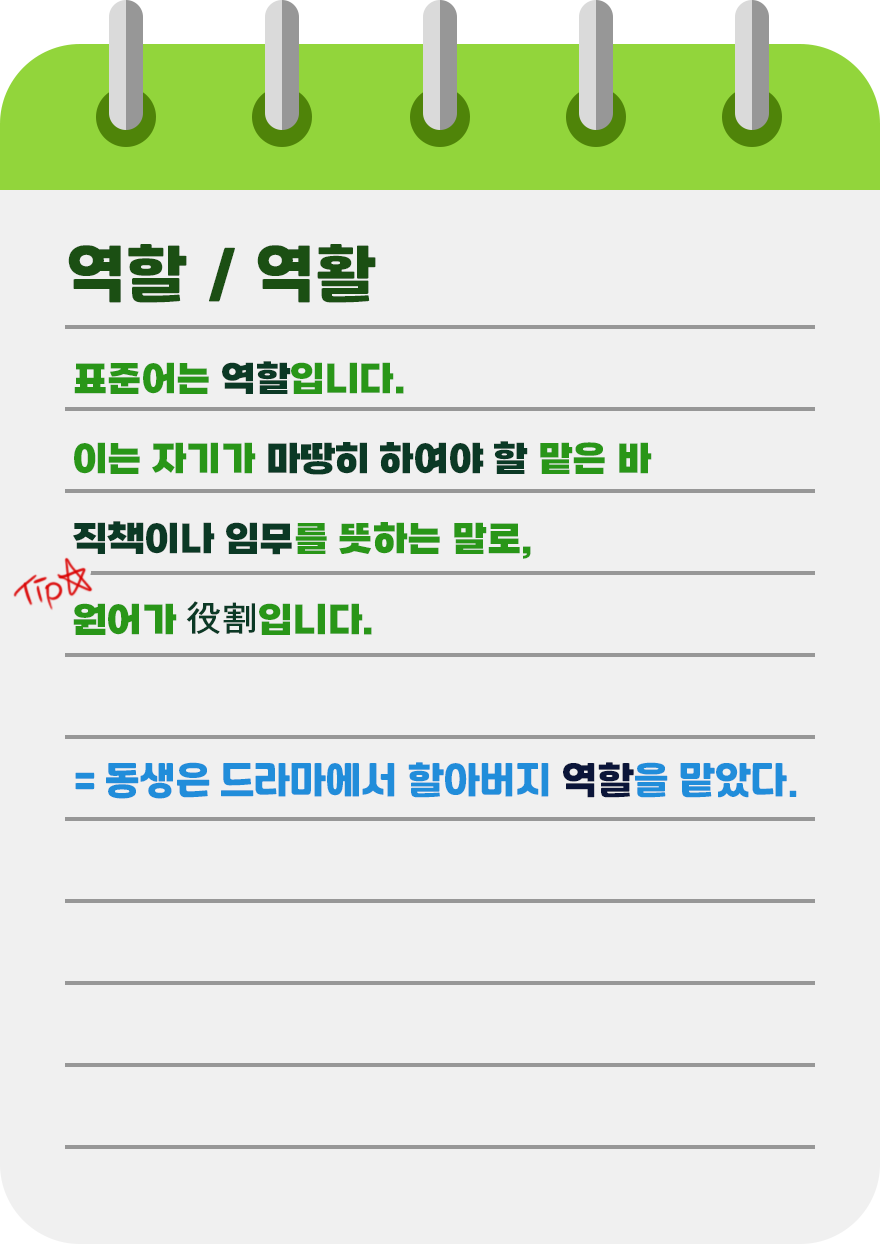 역할 / 역활
표준어는 역할입니다.
이는 자기가 마땅히 하여야 할 맡은 바
직책이나 임무를 뜻하는 말로,
Tip☆
원어가 役割입니다.
= 동생은 드라마에서 할아버지 역할을 맡았다.